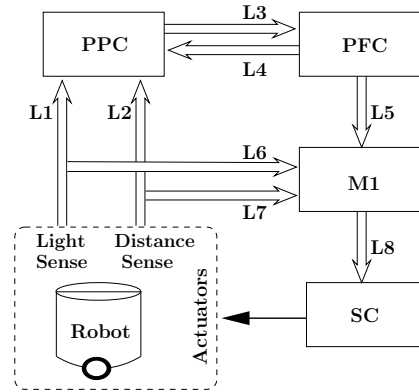 L3
PPC
PFC
L4
L1
L2
L5
L6
M1
L7
Light
Sense
Distance
Sense
L8
Actuators
Robot
SC